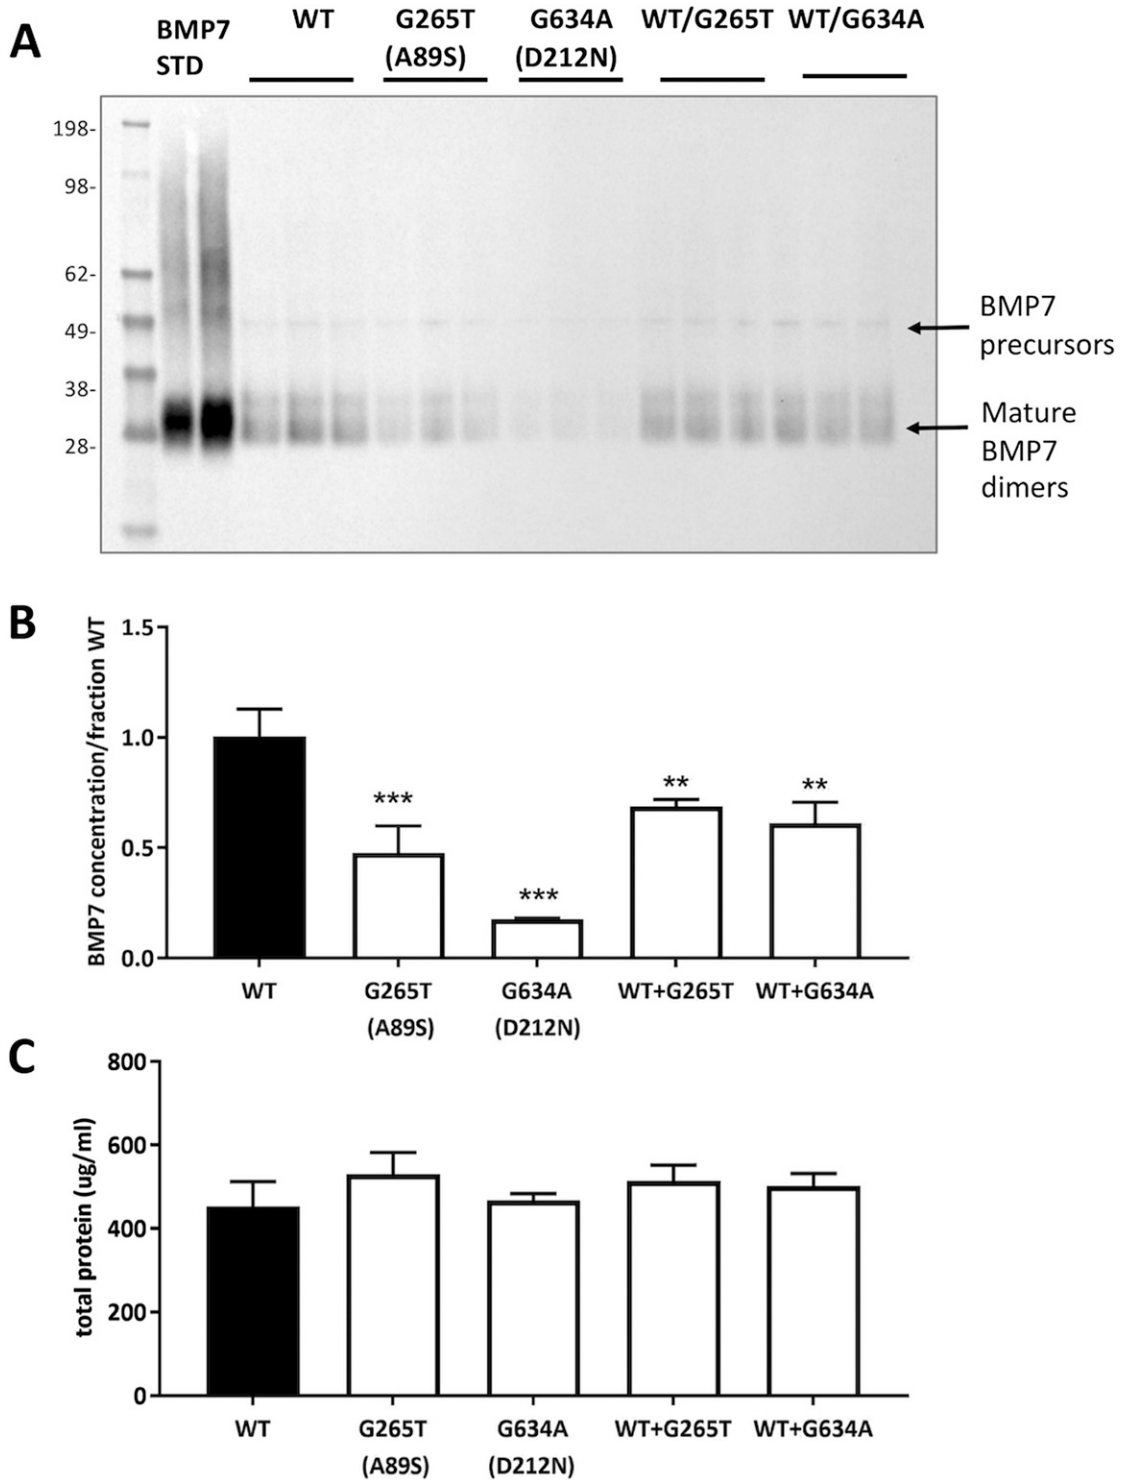 A
BMP7
STD
WT
G265T
(A89S)
G634A
(D212N)
WT/G265T
WT/G634A
198-
98-
62-
49-
38-
28-
BMP7
precursors
Mature
BMP7
dimers
B
BMP7 concentration/fraction WT
1.5
1.0
0.5
0.0
***
***
**
**
WT
G265T
(A89S)
G634A
(D212N)
WT+G265T
WT+G634A
C
total protein (ug/ml)
800
600
400
200
0
WT
G265T
(A89S)
G634A
(D212N)
WT+G265T
WT+G634A